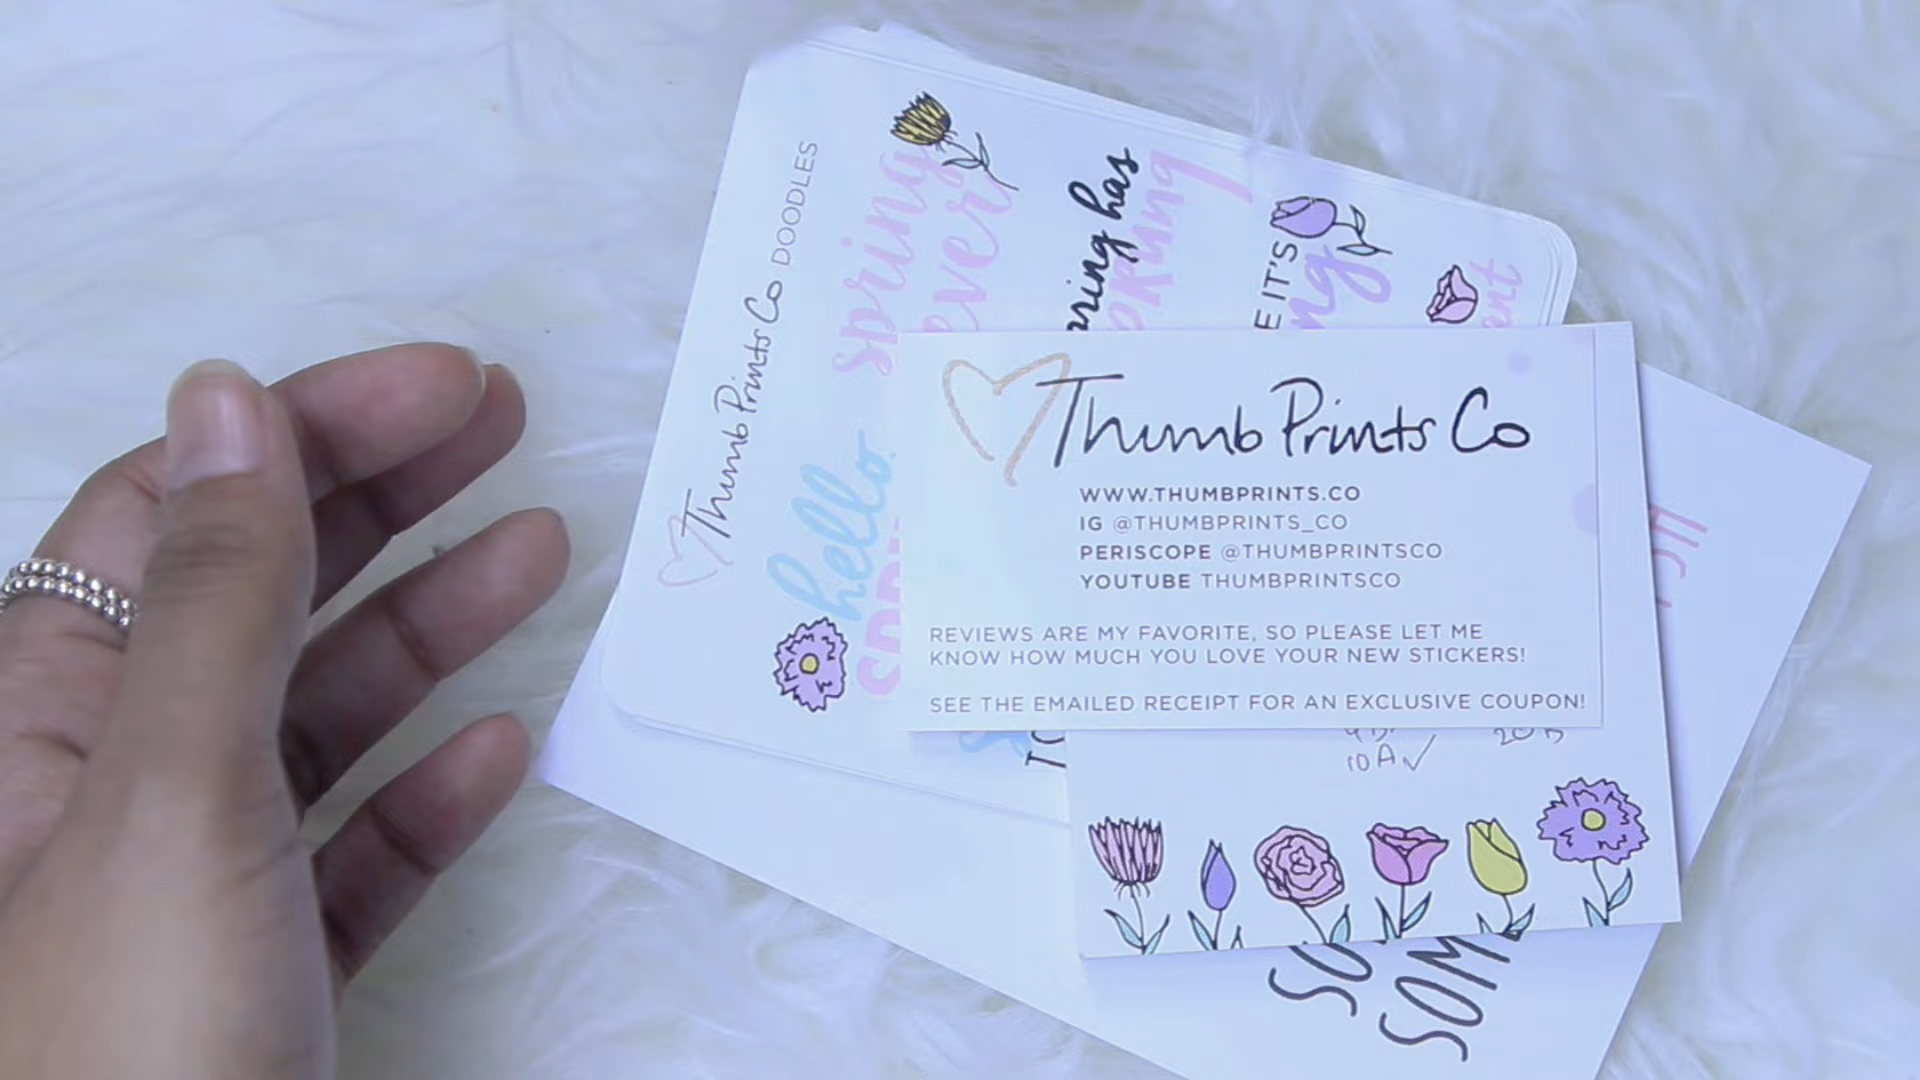 Thumb Prints Co DOODLES
spring
hello
spring has
IT'S
Thumb Prints Co
WWW.THUMBPRINTS.CO
IG @THUMBPRINTS_CO
PERISCOPE @THUMBPRINTSCO
YOUTUBE THUMBPRINTSCO
REVIEWS ARE MY FAVORITE, SO PLEASE LET ME
KNOW HOW MUCH YOU LOVE YOUR NEW STICKERS!
SEE THE EMAILED RECEIPT FOR AN EXCLUSIVE COUPON!
10A✓